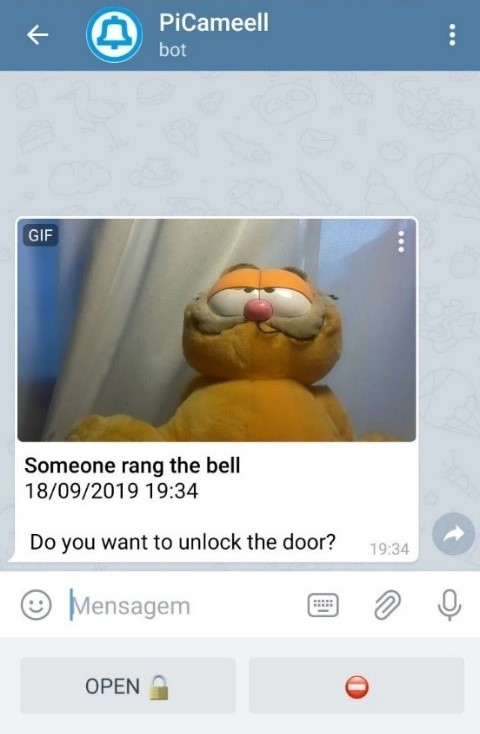 PiCameell
bot
GIF
Someone rang the bell
18/09/2019 19:34
Do you want to unlock the door?
19:34
Mensagem
OPEN